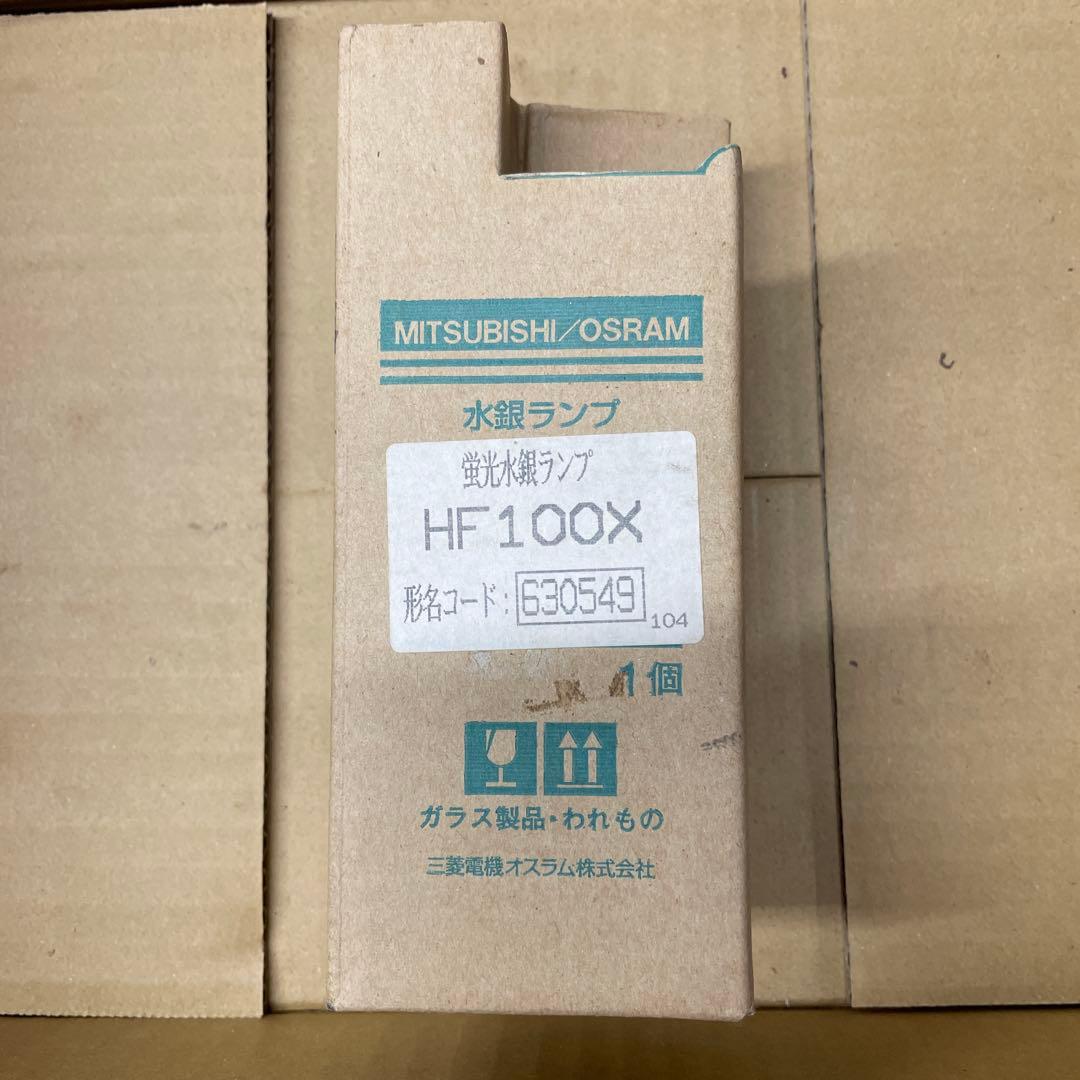 MITSUBISHI/OSRAM
水銀ランプ
蛍光水銀ランプ
HF100X
形名コード:630549
104
1個
ガラス製品・われもの
三菱電機オスラム株式会社